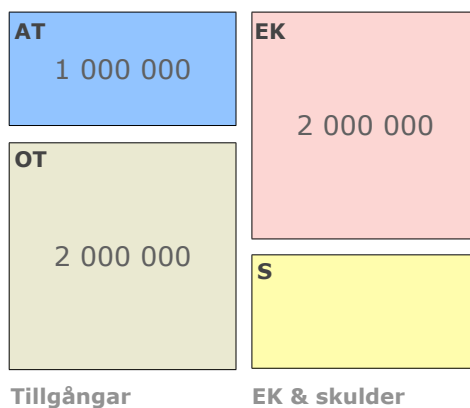 AT
1 000 000
OT
2 000 000
Tillgångar
EK
2 000 000
S
EK & skulder